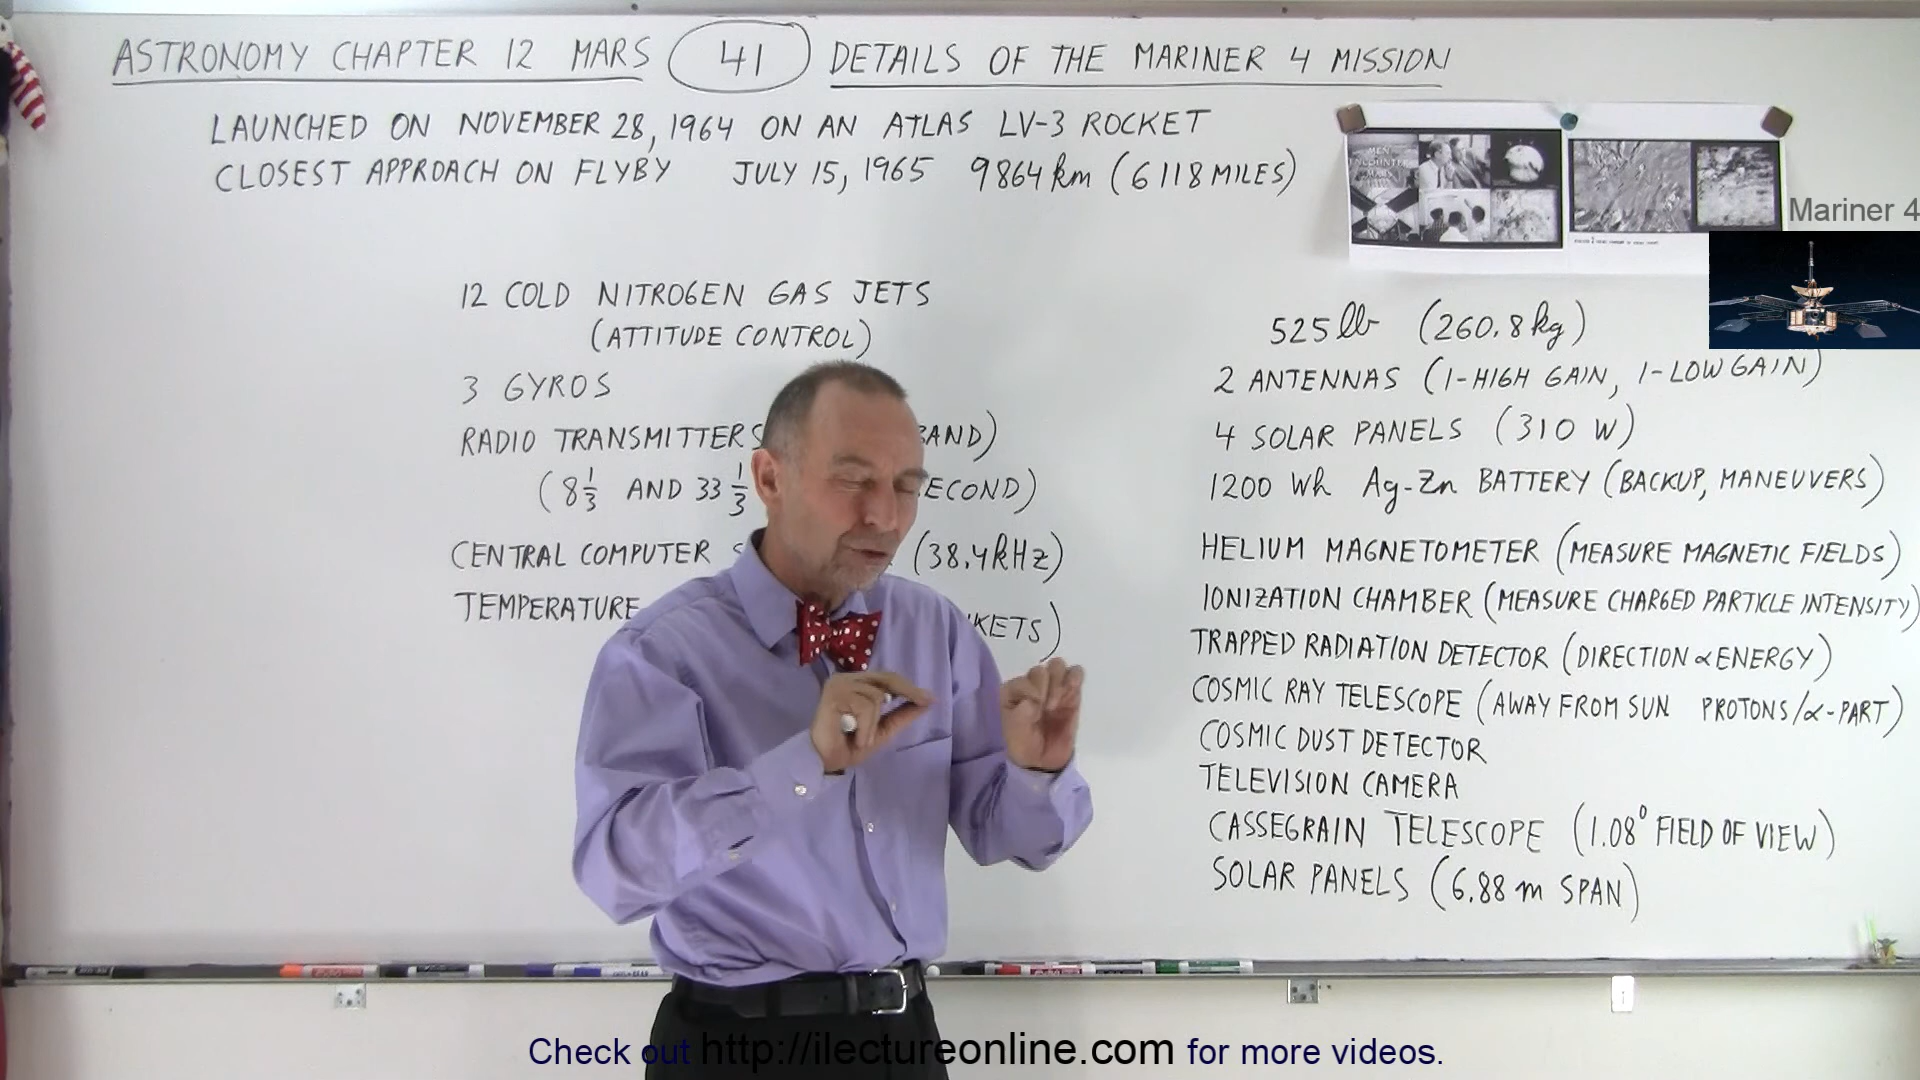 ASTRONOMY CHAPTER 12 MARS 41 DETAILS OF THE MARINER 4 MISSION
LAUNCHED ON NOVEMBER 28, 1964 ON AN ATLAS LV-3 ROCKET
CLOSEST APPROACH ON FLYBY JULY 15, 1965 9864 km (6118 MILES)
MEN
ENCOUNTER
MARS
Mariner 4
12 COLD NITROGEN GAS JETS
(ATTITUDE CONTROL)
3 GYROS
RADIO TRANSMITTERS BAND)
(8 1/3 AND 33 1/3 ECOND)
CENTRAL COMPUTER (38.4 kHz)
TEMPERATURE KETS)
525 lb (260.8 kg)
2 ANTENNAS (1-HIGH GAIN, 1-LOW GAIN)
4 SOLAR PANELS (310 W)
1200 Wh Ag-Zn BATTERY (BACKUP, MANEUVERS)
HELIUM MAGNETOMETER (MEASURE MAGNETIC FIELDS)
IONIZATION CHAMBER (MEASURE CHARGED PARTICLE INTENSITY)
TRAPPED RADIATION DETECTOR (DIRECTION & ENERGY)
COSMIC RAY TELESCOPE (AWAY FROM SUN PROTONS/α-PART)
COSMIC DUST DETECTOR
TELEVISION CAMERA
CASSEGRAIN TELESCOPE (1.08° FIELD OF VIEW)
SOLAR PANELS (6.88 m SPAN)
Check out http://ilectureonline.com for more videos.